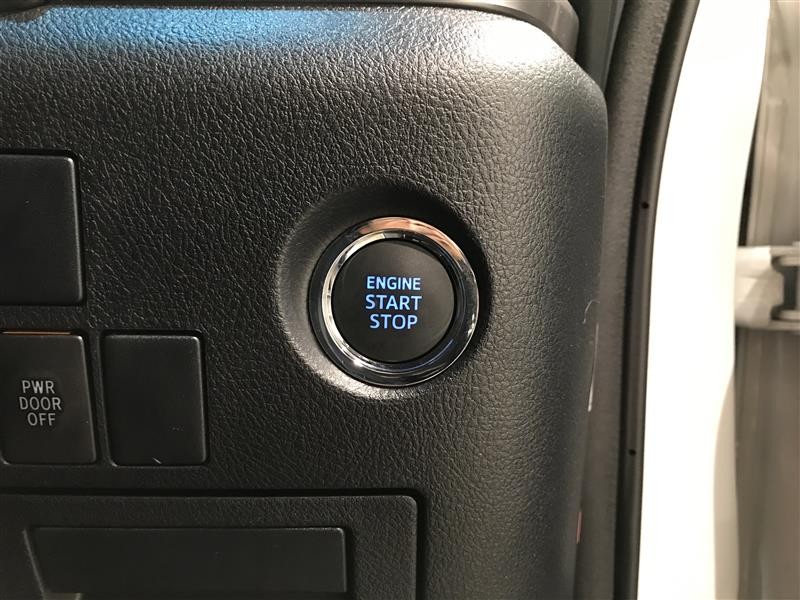 ENGINE
START
STOP
PWR
DOOR
OFF